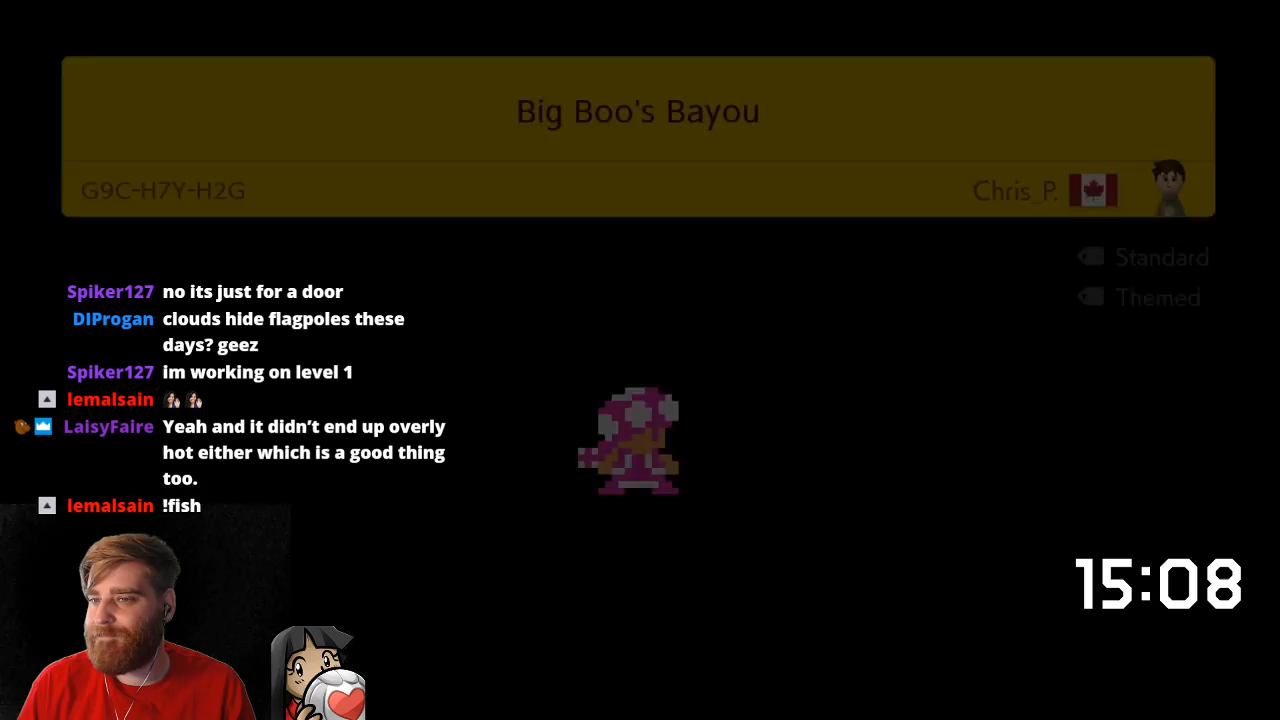 Big Boo's Bayou
G9C-H7Y-H2G
Chris_P.
Standard
Themed
Spiker127 no its just for a door
DIProgan clouds hide flagpoles these
days? geez
Spiker127 im working on level 1
lemalsain
LaisyFaire Yeah and it didn’t end up overly
hot either which is a good thing
too.
lemalsain !fish
15:08